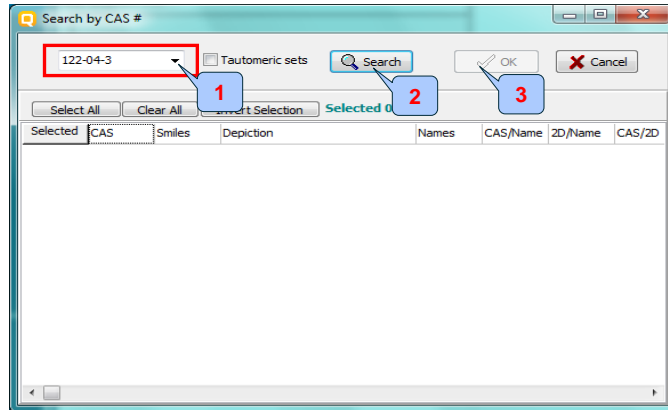 Search by CAS #
122-04-3 Tautomeric sets Search OK Cancel
1 2 3
Select All Clear All Invert Selection Selected 0
Selected CAS Smiles Depiction Names CAS/Name 2D/Name CAS/2D